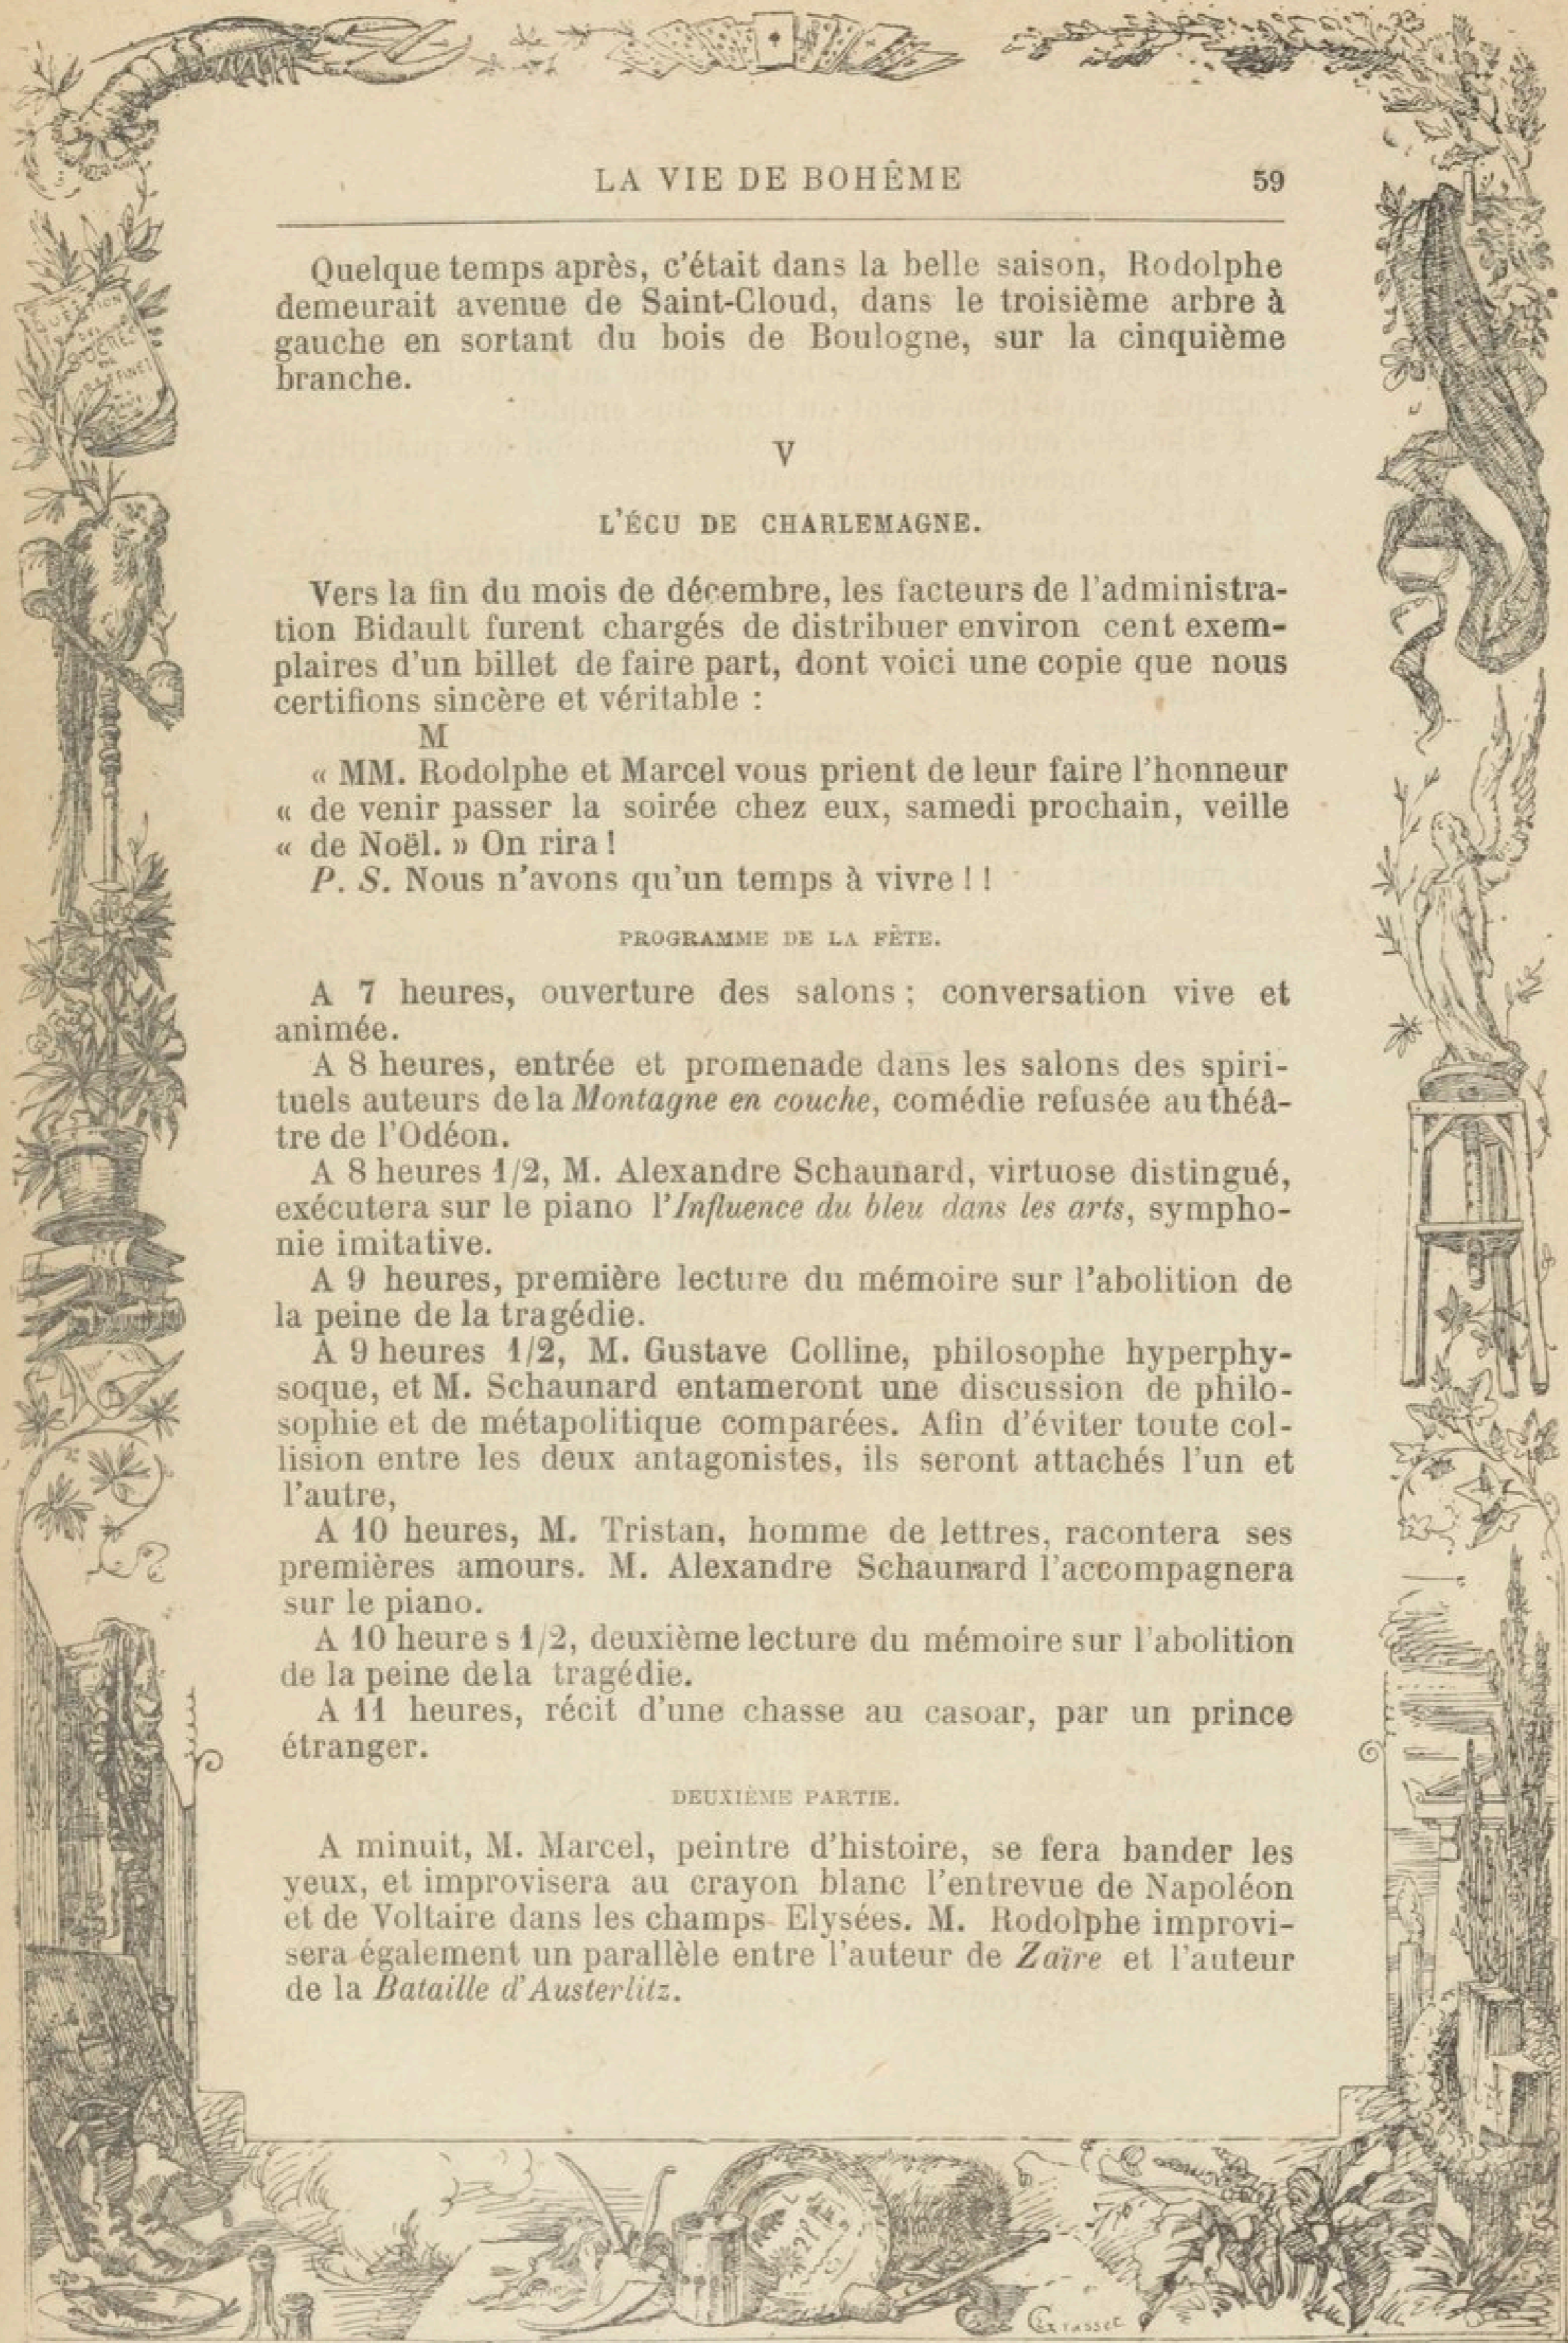 LA VIE DE BOHÊME 59
Quelque temps après, c'était dans la belle saison, Rodolphe
demeurait avenue de Saint-Cloud, dans le troisième arbre à
gauche en sortant du bois de Boulogne, sur la cinquième
branche.
V
L'ÉCU DE CHARLEMAGNE.
Vers la fin du mois de décembre, les facteurs de l'administra-
tion Bidault furent chargés de distribuer environ cent exem-
plaires d'un billet de faire part, dont voici une copie que nous
certifions sincère et véritable :
M
« MM. Rodolphe et Marcel vous prient de leur faire l'honneur
« de venir passer la soirée chez eux, samedi prochain, veille
« de Noël. » On rira !
P. S. Nous n'avons qu'un temps à vivre ! !
PROGRAMME DE LA FÊTE.
A 7 heures, ouverture des salons ; conversation vive et
animée.
A 8 heures, entrée et promenade dans les salons des spiri-
tuels auteurs de la Montagne en couche, comédie refusée au théâ-
tre de l'Odéon.
A 8 heures 1/2, M. Alexandre Schaunard, virtuose distingué,
exécutera sur le piano l'Influence du bleu dans les arts, sympho-
nie imitative.
A 9 heures, première lecture du mémoire sur l'abolition de
la peine de la tragédie.
A 9 heures 1/2, M. Gustave Colline, philosophe hyperphy-
soque, et M. Schaunard entameront une discussion de philo-
sophie et de métapolitique comparées. Afin d'éviter toute col-
lision entre les deux antagonistes, ils seront attachés l'un et
l'autre,
A 10 heures, M. Tristan, homme de lettres, racontera ses
premières amours. M. Alexandre Schaunard l'accompagnera
sur le piano.
A 10 heure s 1/2, deuxième lecture du mémoire sur l'abolition
de la peine de la tragédie.
A 11 heures, récit d'une chasse au casoar, par un prince
étranger.
DEUXIÈME PARTIE.
A minuit, M. Marcel, peintre d'histoire, se fera bander les
yeux, et improvisera au crayon blanc l'entrevue de Napoléon
et de Voltaire dans les champs Elysées. M. Rodolphe improvi-
sera également un parallèle entre l'auteur de Zaïre et l'auteur
de la Bataille d'Austerlitz.
Grasset